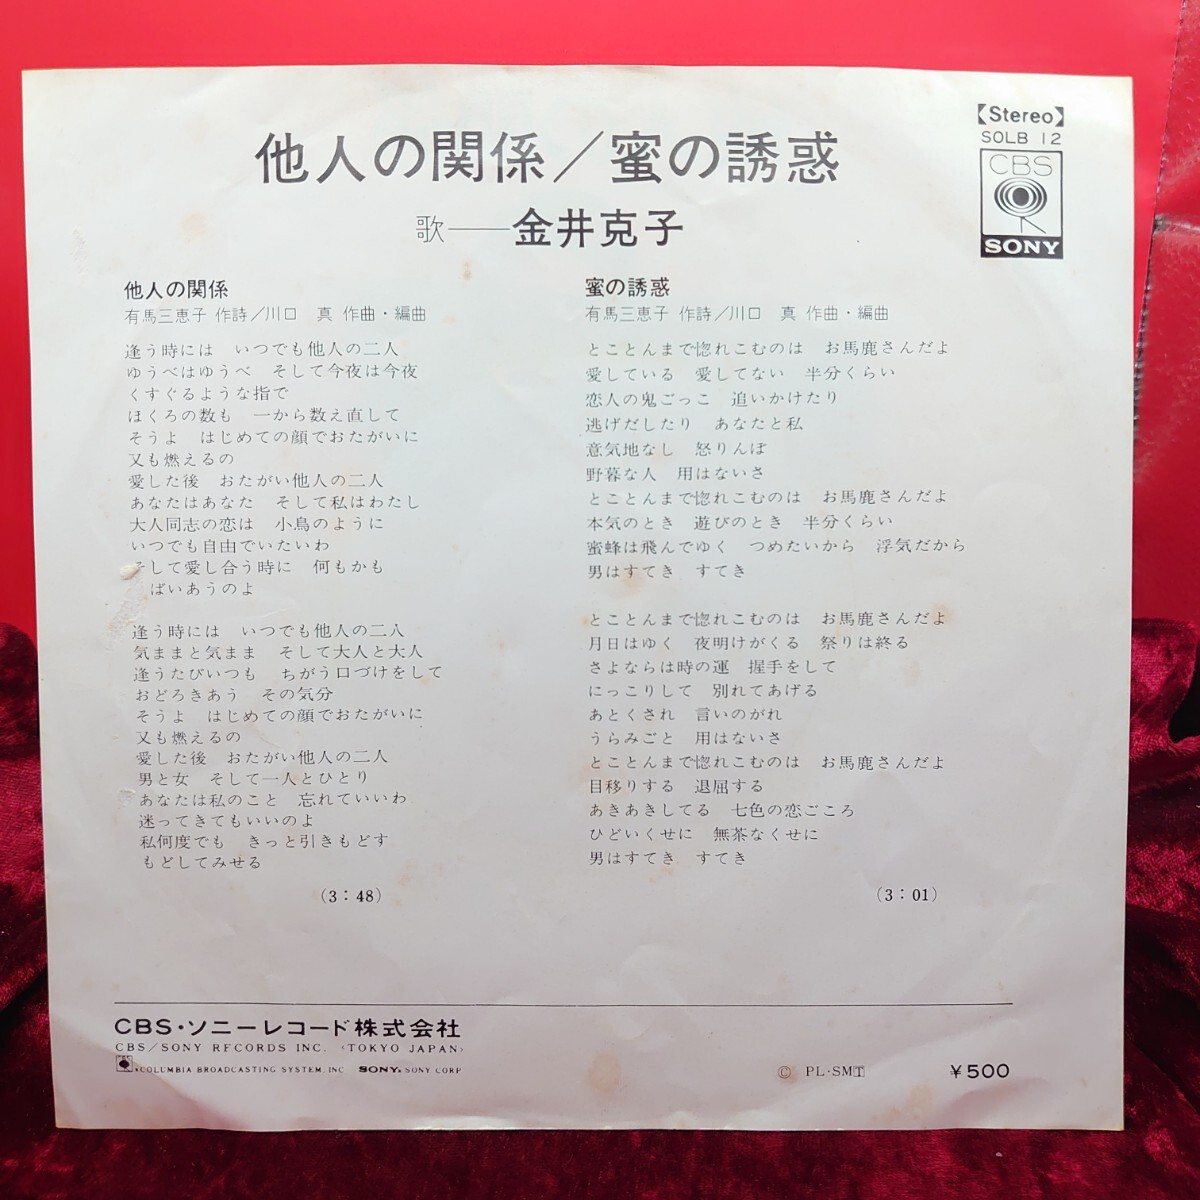 【Stereo】
SOLB 12
CBS
SONY
他人の関係／蜜の誘惑
歌――金井克子
他人の関係
有馬三恵子 作詩／川口　真 作曲・編曲
逢う時には　いつでも他人の二人
ゆうべはゆうべ　そして今夜は今夜
くすぐるような指で
ほくろの数も　一から数え直して
そうよ　はじめての顔でおたがいに
又も燃えるの
愛した後　おたがい他人の二人
あなたはあなた　そして私はわたし
大人同志の恋は　小鳥のように
いつでも自由でいたいわ
そして愛し合う時に　何もかも
ばいあうのよ
逢う時には　いつでも他人の二人
気ままと気まま　そして大人と大人
逢うたびいつも　ちがう口づけをして
おどろきあう　その気分
そうよ　はじめての顔でおたがいに
又も燃えるの
愛した後　おたがい他人の二人
男と女　そして一人とひとり
あなたは私のこと　忘れていいわ
迷ってきてもいいのよ
私何度でも　きっと引きもどす
もどしてみせる
(3：48)
蜜の誘惑
有馬三恵子 作詩／川口　真 作曲・編曲
とことんまで惚れこむのは　お馬鹿さんだよ
愛している　愛してない　半分くらい
恋人の鬼ごっこ　追いかけたり
逃げだしたり　あなたと私
意気地なし　怒りんぼ
野暮な人　用はないさ
とことんまで惚れこむのは　お馬鹿さんだよ
本気のとき　遊びのとき　半分くらい
蜜蜂は飛んでゆく　つめたいから　浮気だから
男はすてき　すてき
とことんまで惚れこむのは　お馬鹿さんだよ
月日はゆく　夜明けがくる　祭りは終る
さよならは時の運　握手をして
にっこりして　別れてあげる
あとくされ　言いのがれ
うらみごと　用はないさ
とことんまで惚れこむのは　お馬鹿さんだよ
目移りする　退屈する
あきあきしてる　七色の恋ごころ
ひどいくせに　無茶なくせに
男はすてき　すてき
(3：01)
CBS・ソニーレコード株式会社
CBS／SONY RECORDS INC. (TOKYO JAPAN)
COLUMBIA BROADCASTING SYSTEM, INC　SONY, SONY CORP
Ⓒ PL・SM
￥500